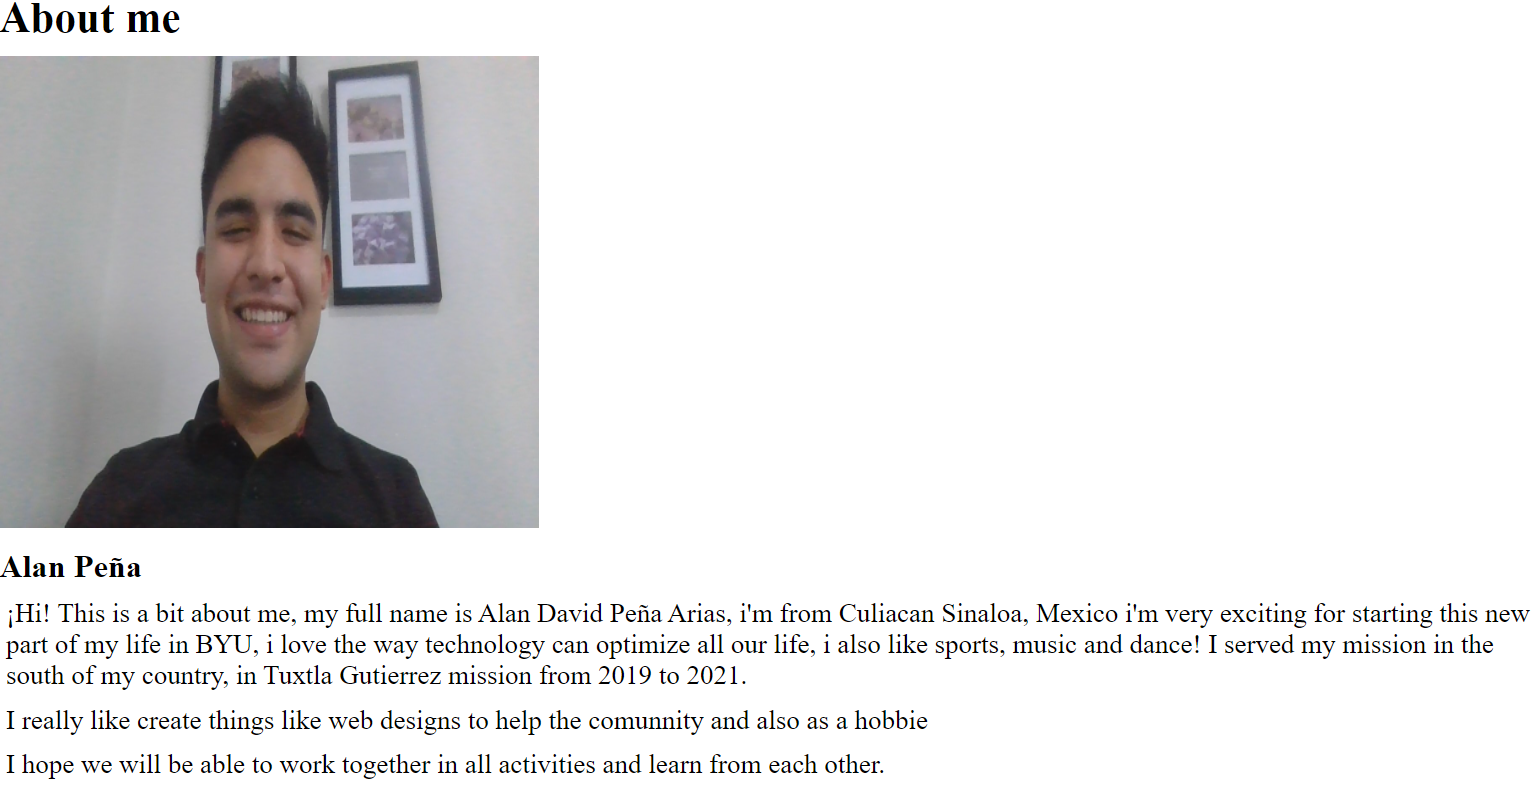 About me
Alan Peña
¡Hi! This is a bit about me, my full name is Alan David Peña Arias, i'm from Culiacan Sinaloa, Mexico i'm very exciting for starting this new
part of my life in BYU, i love the way technology can optimize all our life, i also like sports, music and dance! I served my mission in the
south of my country, in Tuxtla Gutierrez mission from 2019 to 2021.
I really like create things like web designs to help the comunnity and also as a hobbie
I hope we will be able to work together in all activities and learn from each other.